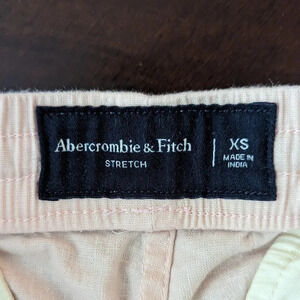 Abercrombie & Fitch
STRETCH
XS
MADE IN
INDIA